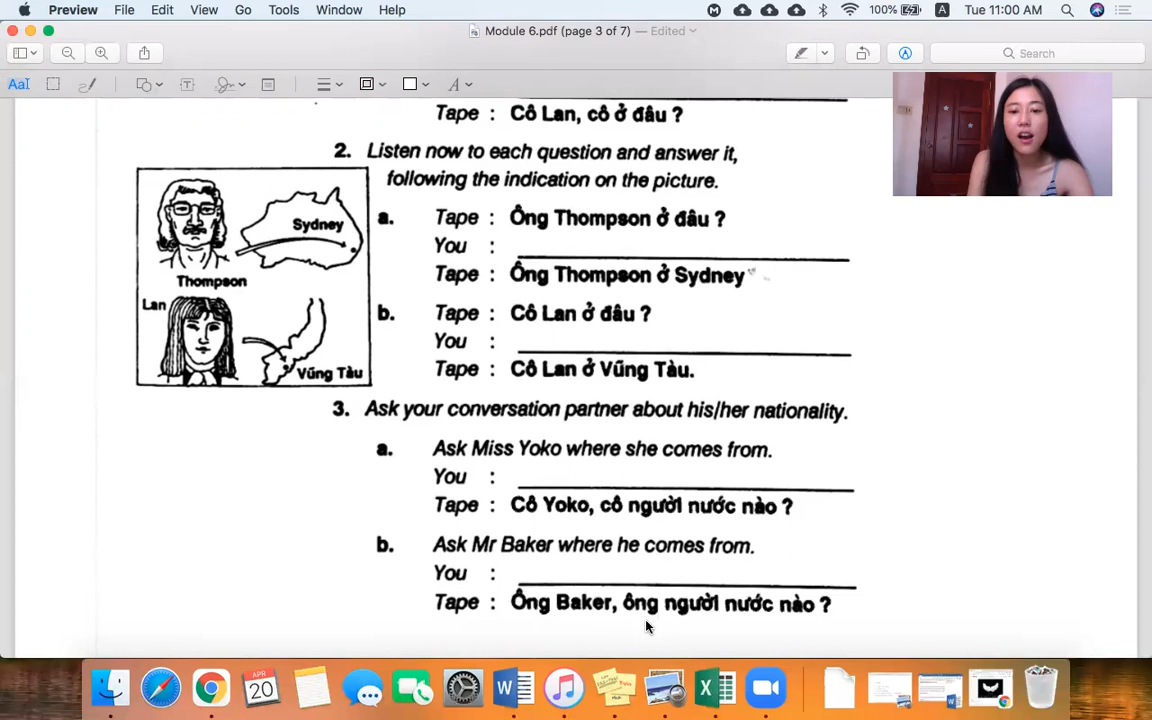 Preview File Edit View Go Tools Window Help 100% A Tue 11:00 AM
Module 6.pdf (page 3 of 7) — Edited
Search
AaI T A
Tape : Cô Lan, cô ở đâu ?
2. Listen now to each question and answer it,
following the indication on the picture.
Sydney
Thompson
Lan
Vũng Tàu
a. Tape : Ông Thompson ở đâu ?
You :
Tape : Ông Thompson ở Sydney
b. Tape : Cô Lan ở đâu ?
You :
Tape : Cô Lan ở Vũng Tàu.
3. Ask your conversation partner about his/her nationality.
a. Ask Miss Yoko where she comes from.
You :
Tape : Cô Yoko, cô người nước nào ?
b. Ask Mr Baker where he comes from.
You :
Tape : Ông Baker, ông người nước nào ?
APR
20
W
X